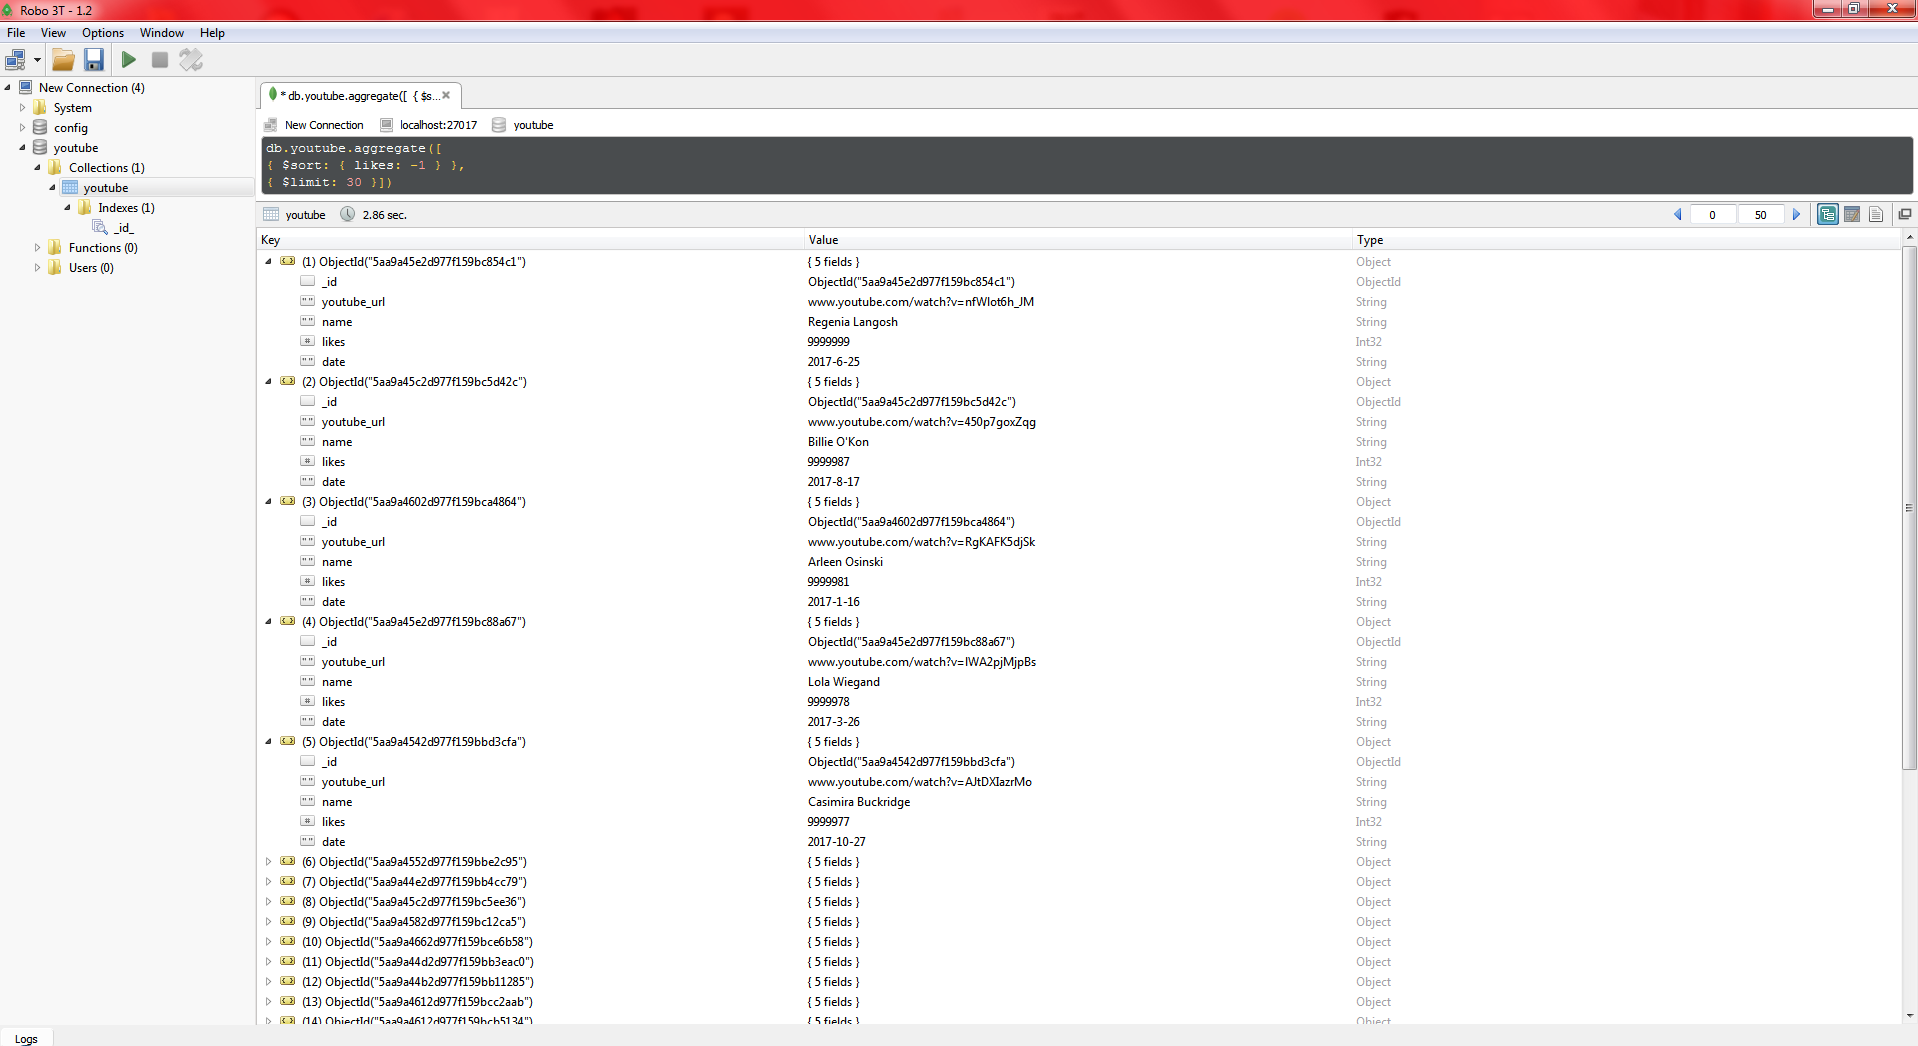 Robo 3T - 1.2
File View Options Window Help
New Connection (4)
System
config
youtube
Collections (1)
youtube
Indexes (1)
_id_
Functions (0)
Users (0)
* db.youtube.aggregate([ { $s...
New Connection localhost:27017 youtube
db.youtube.aggregate([
{ $sort: { likes: -1 } },
{ $limit: 30 }])
youtube 2.86 sec. 0 50
Key Value Type
(1) ObjectId("5aa9a45e2d977f159bc854c1") { 5 fields } Object
_id ObjectId("5aa9a45e2d977f159bc854c1") ObjectId
youtube_url www.youtube.com/watch?v=nfWlot6h_JM String
name Regenia Langosh String
likes 9999999 Int32
date 2017-6-25 String
(2) ObjectId("5aa9a45c2d977f159bc5d42c") { 5 fields } Object
_id ObjectId("5aa9a45c2d977f159bc5d42c") ObjectId
youtube_url www.youtube.com/watch?v=450p7goxZqg String
name Billie O'Kon String
likes 9999987 Int32
date 2017-8-17 String
(3) ObjectId("5aa9a4602d977f159bca4864") { 5 fields } Object
_id ObjectId("5aa9a4602d977f159bca4864") ObjectId
youtube_url www.youtube.com/watch?v=RgKAFK5djSk String
name Arleen Osinski String
likes 9999981 Int32
date 2017-1-16 String
(4) ObjectId("5aa9a45e2d977f159bc88a67") { 5 fields } Object
_id ObjectId("5aa9a45e2d977f159bc88a67") ObjectId
youtube_url www.youtube.com/watch?v=IWA2pjMjpBs String
name Lola Wiegand String
likes 9999978 Int32
date 2017-3-26 String
(5) ObjectId("5aa9a4542d977f159bbd3cfa") { 5 fields } Object
_id ObjectId("5aa9a4542d977f159bbd3cfa") ObjectId
youtube_url www.youtube.com/watch?v=AJtDXIazrMo String
name Casimira Buckridge String
likes 9999977 Int32
date 2017-10-27 String
(6) ObjectId("5aa9a4552d977f159bbe2c95") { 5 fields } Object
(7) ObjectId("5aa9a44e2d977f159bb4cc79") { 5 fields } Object
(8) ObjectId("5aa9a45c2d977f159bc5ee36") { 5 fields } Object
(9) ObjectId("5aa9a4582d977f159bc12ca5") { 5 fields } Object
(10) ObjectId("5aa9a4662d977f159bce6b58") { 5 fields } Object
(11) ObjectId("5aa9a44d2d977f159bb3eac0") { 5 fields } Object
(12) ObjectId("5aa9a44b2d977f159bb11285") { 5 fields } Object
(13) ObjectId("5aa9a4612d977f159bcc2aab") { 5 fields } Object
(14) ObjectId("5aa9a4612d977f159bcb5134") { 5 fields } Object
Logs